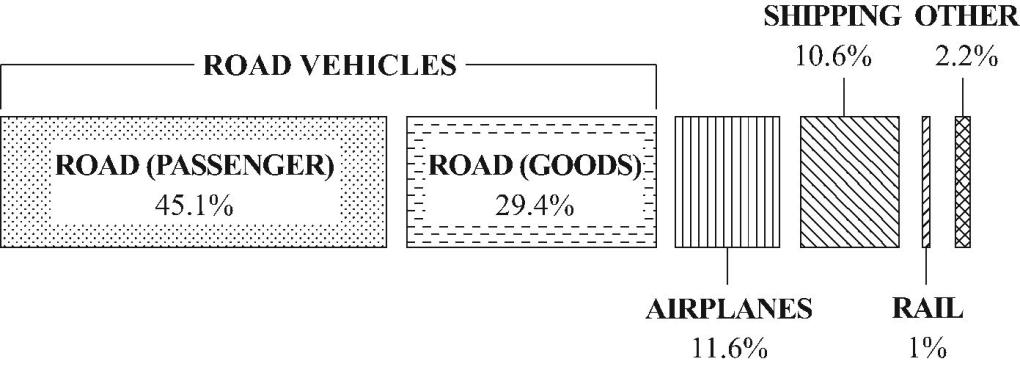 SHIPPING OTHER
10.6% 2.2%
ROAD VEHICLES
ROAD (PASSENGER)
45.1%
ROAD (GOODS)
29.4%
AIRPLANES
11.6%
RAIL
1%